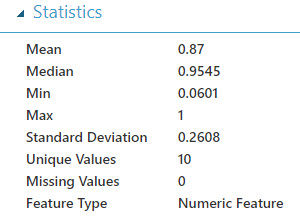 Statistics
Mean 0.87
Median 0.9545
Min 0.0601
Max 1
Standard Deviation 0.2608
Unique Values 10
Missing Values 0
Feature Type Numeric Feature